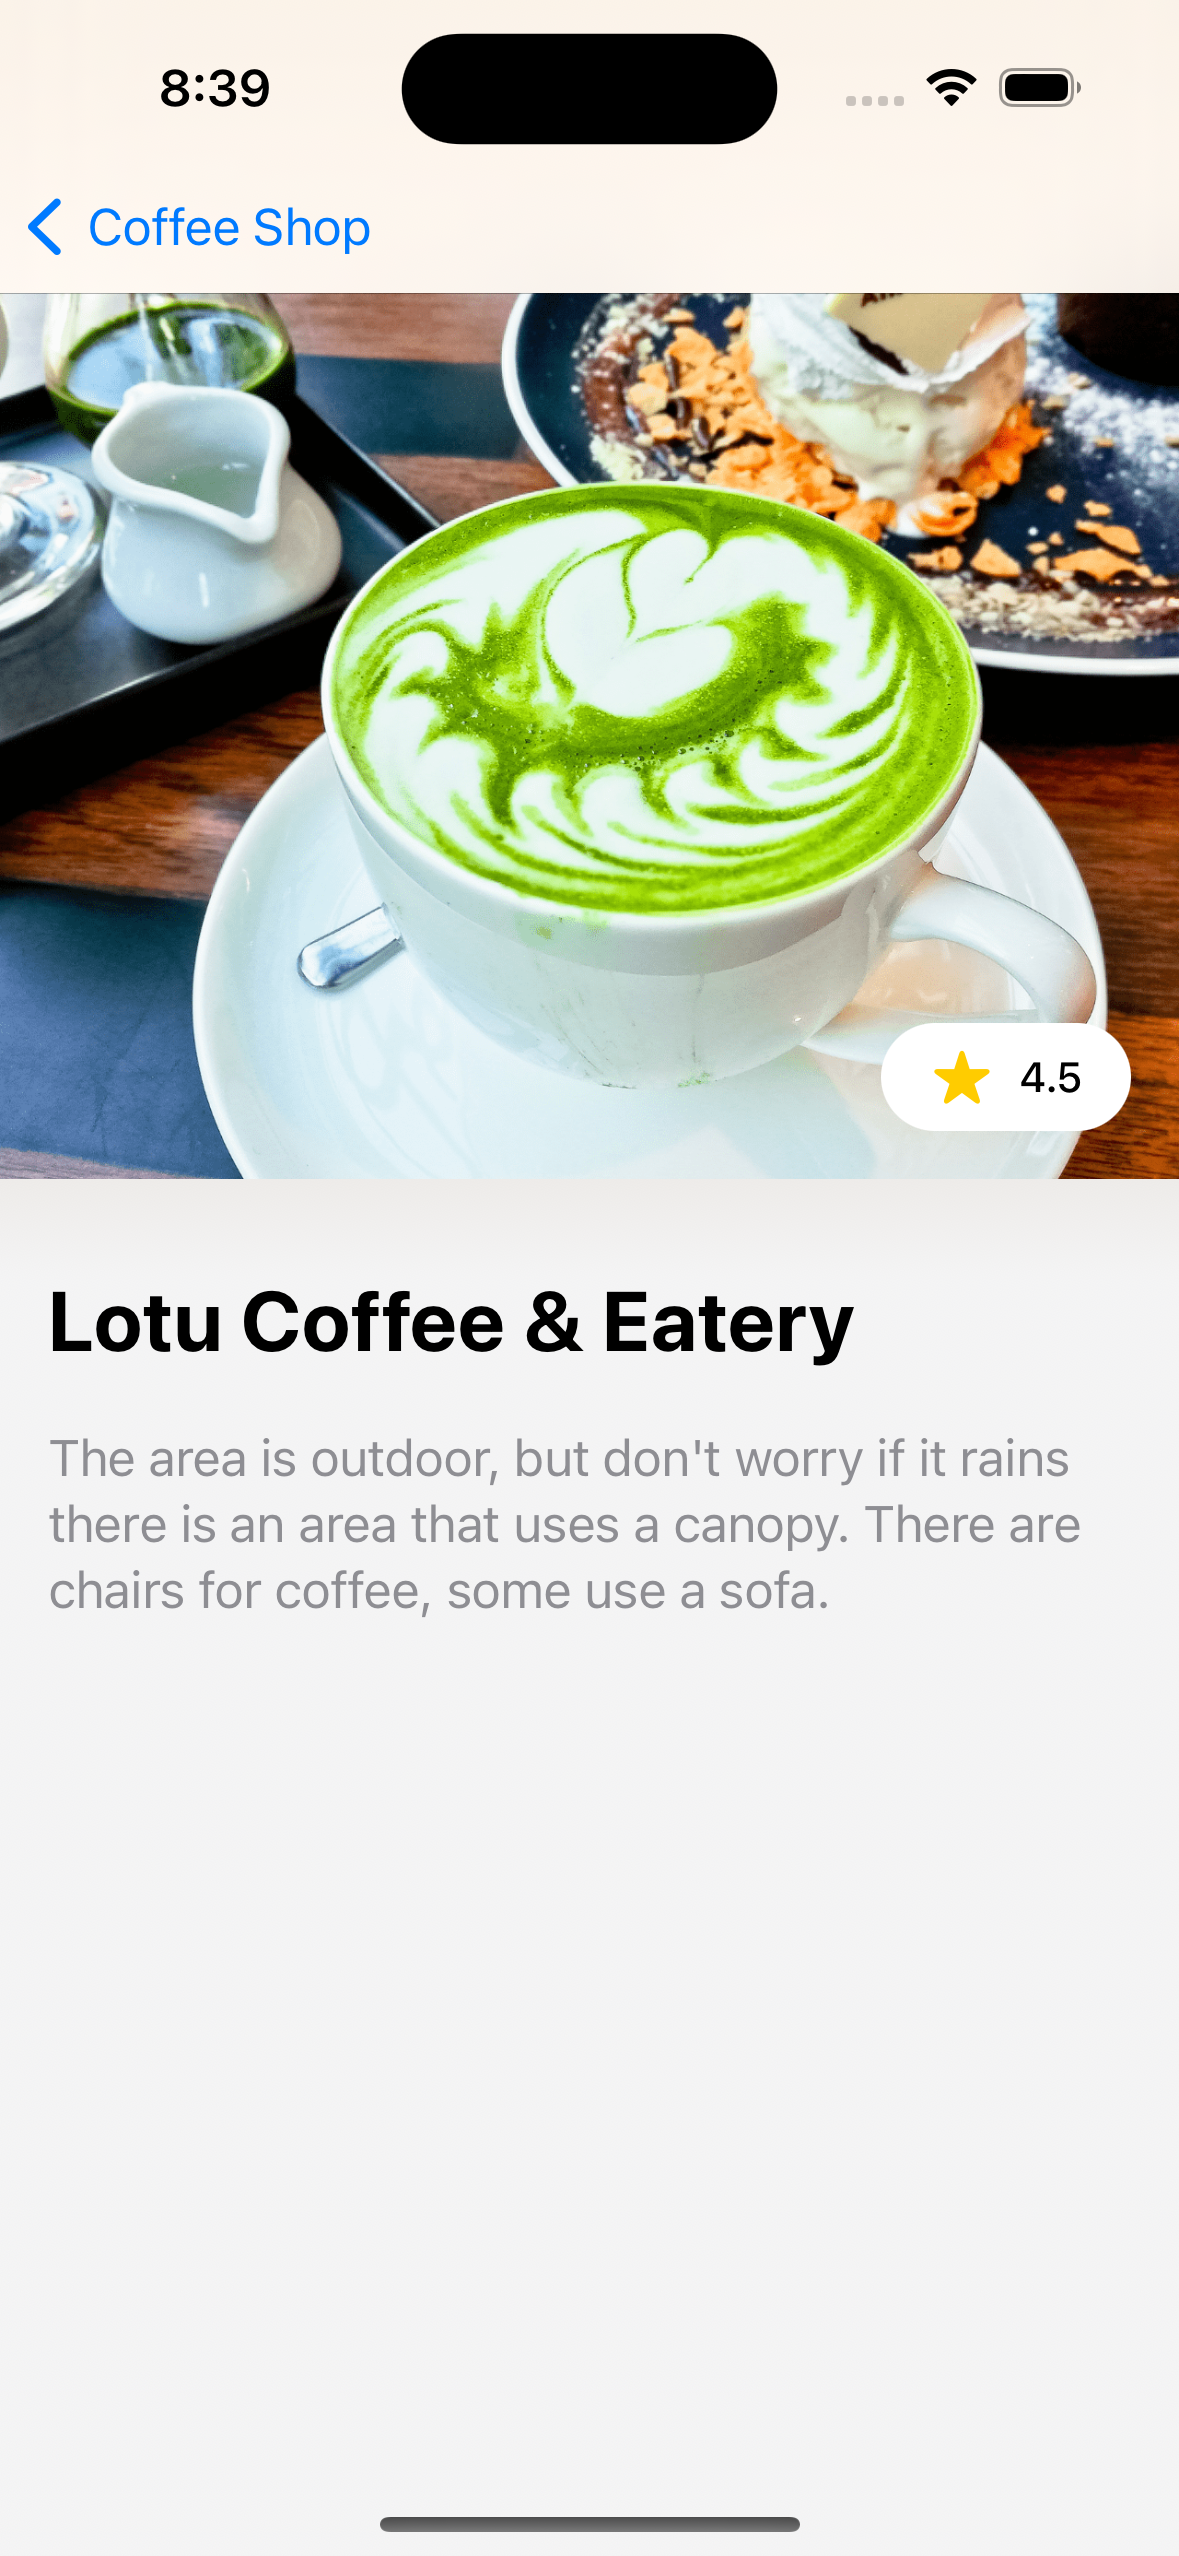 8:39
Coffee Shop
4.5
Lotu Coffee & Eatery
The area is outdoor, but don't worry if it rains
there is an area that uses a canopy. There are
chairs for coffee, some use a sofa.